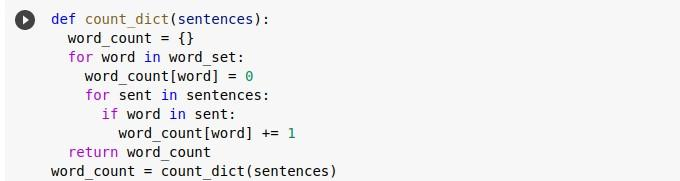 def count_dict(sentences):
  word_count = {}
  for word in word_set:
    word_count[word] = 0
    for sent in sentences:
      if word in sent:
        word_count[word] += 1
  return word_count
word_count = count_dict(sentences)